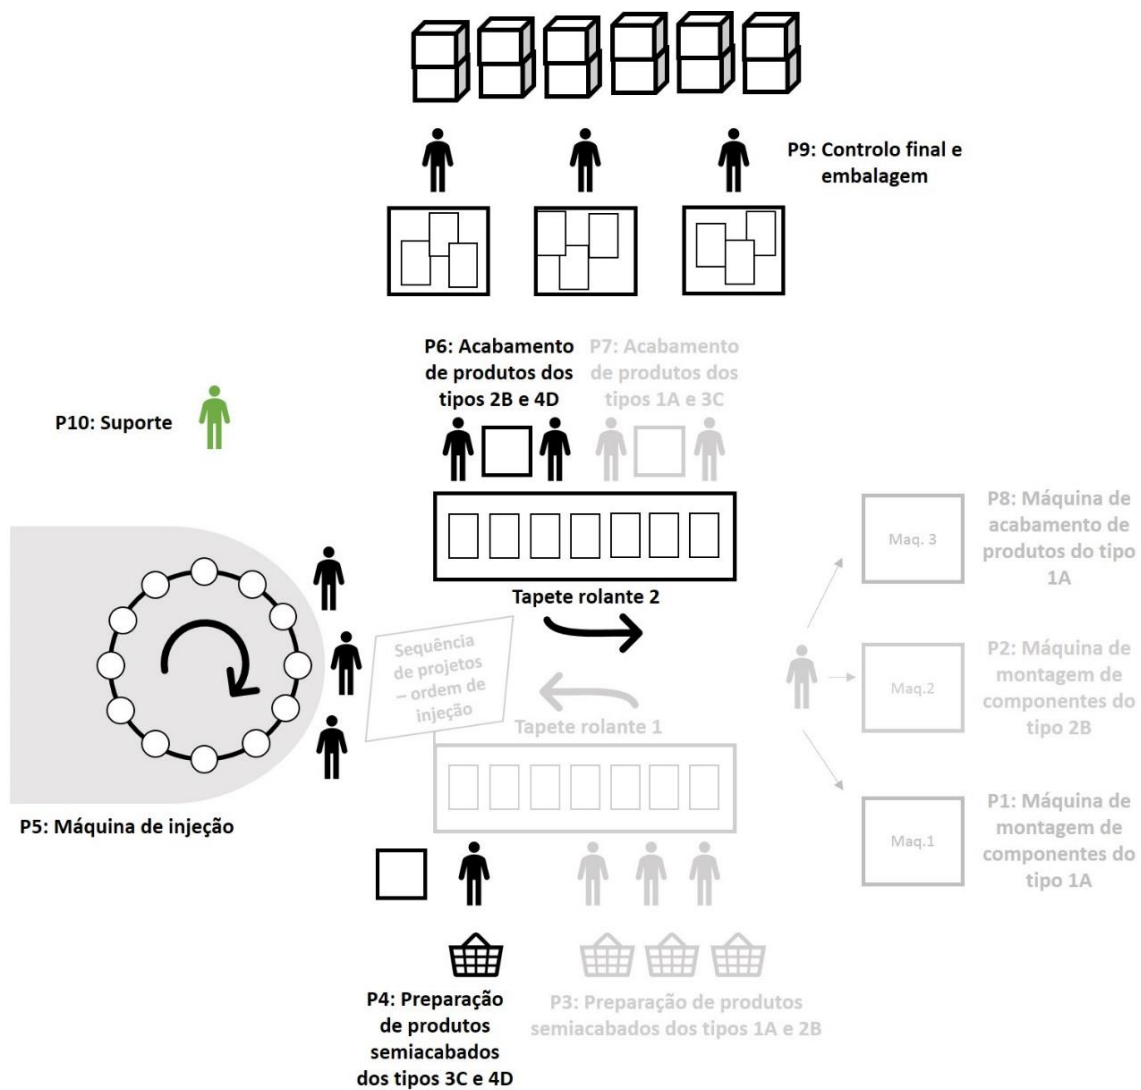 P9: Controlo final e
embalagem
P6: Acabamento
de produtos dos
tipos 2B e 4D
P7: Acabamento
de produtos dos
tipos 1A e 3C
P10: Suporte
Maq. 3
P8: Máquina de
acabamento de
produtos do tipo
1A
Tapete rolante 2
Sequência
de projetos
– ordem de
injeção
Maq.2
P2: Máquina de
montagem de
componentes do
tipo 2B
Tapete rolante 1
P5: Máquina de injeção
Maq.1
P1: Máquina de
montagem de
componentes do
tipo 1A
P4: Preparação
de produtos
semiacabados
dos tipos 3C e 4D
P3: Preparação de produtos
semiacabados dos tipos 1A e 2B